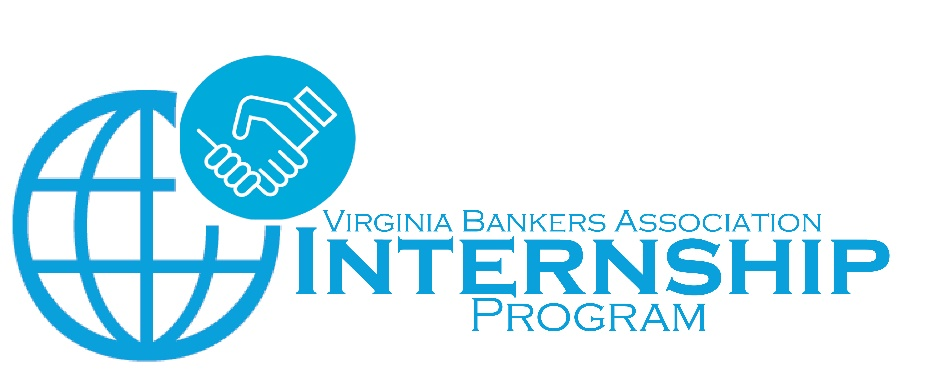 Virginia Bankers Association
Internship
Program